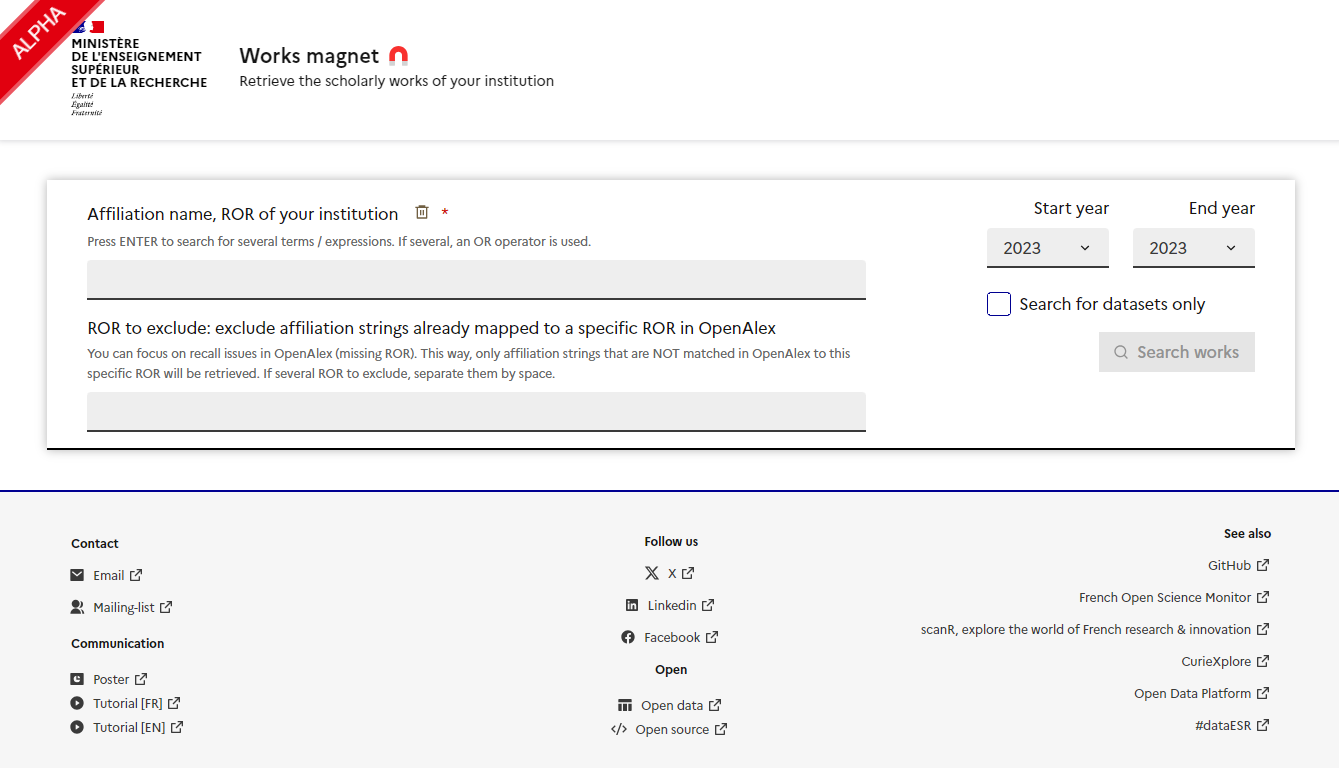 ALPHA
MINISTÈRE
DE L'ENSEIGNEMENT
SUPÉRIEUR
ET DE LA RECHERCHE
Liberté
Égalité
Fraternité
Works magnet
Retrieve the scholarly works of your institution
Affiliation name, ROR of your institution *
Press ENTER to search for several terms / expressions. If several, an OR operator is used.
ROR to exclude: exclude affiliation strings already mapped to a specific ROR in OpenAlex
You can focus on recall issues in OpenAlex (missing ROR). This way, only affiliation strings that are NOT matched in OpenAlex to this
specific ROR will be retrieved. If several ROR to exclude, separate them by space.
Start year
End year
2023
2023
Search for datasets only
Search works
Contact
Email
Mailing-list
Communication
Poster
Tutorial [FR]
Tutorial [EN]
Follow us
X
Linkedin
Facebook
Open
Open data
Open source
See also
GitHub
French Open Science Monitor
scanR, explore the world of French research & innovation
CurieXplore
Open Data Platform
#dataESR